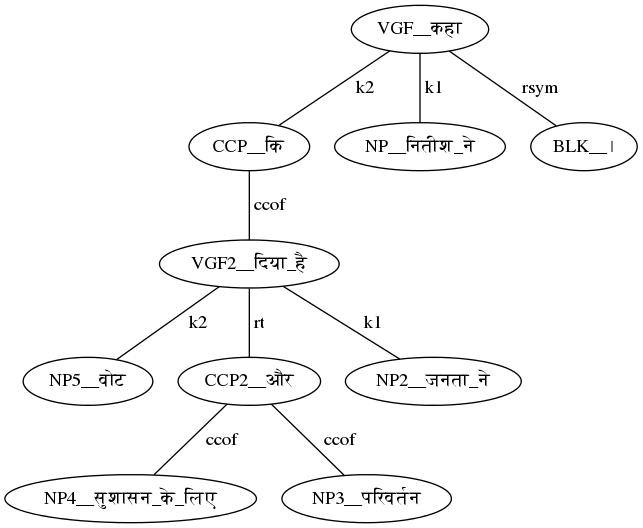 VGF__कहा
k2 k1 rsym
CCP__कि NP__नितीश_ने BLK__।
ccof
VGF2__दिया_है
k2 rt k1
NP5__वोट CCP2__और NP2__जनता_ने
ccof ccof
NP4__सुशासन_के_लिए NP3__परिवर्तन